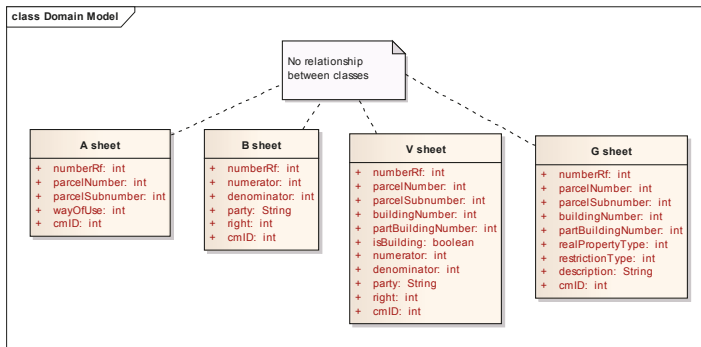 class Domain Model
No relationship
between classes
A sheet
+ numberRf: int
+ parcelNumber: int
+ parcelSubnumber: int
+ wayOfUse: int
+ cmID: int
B sheet
+ numberRf: int
+ numerator: int
+ denominator: int
+ party: String
+ right: int
+ cmID: int
V sheet
+ numberRf: int
+ parcelNumber: int
+ parcelSubnumber: int
+ buildingNumber: int
+ partBuildingNumber: int
+ isBuilding: boolean
+ numerator: int
+ denominator: int
+ party: String
+ right: int
+ cmID: int
G sheet
+ numberRf: int
+ parcelNumber: int
+ parcelSubnumber: int
+ buildingNumber: int
+ partBuildingNumber: int
+ realPropertyType: int
+ restrictionType: int
+ description: String
+ cmID: int